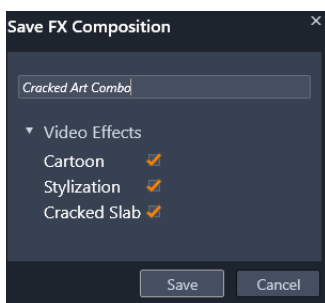 Save FX Composition
Cracked Art Combo
Video Effects
Cartoon
Stylization
Cracked Slab
Save Cancel